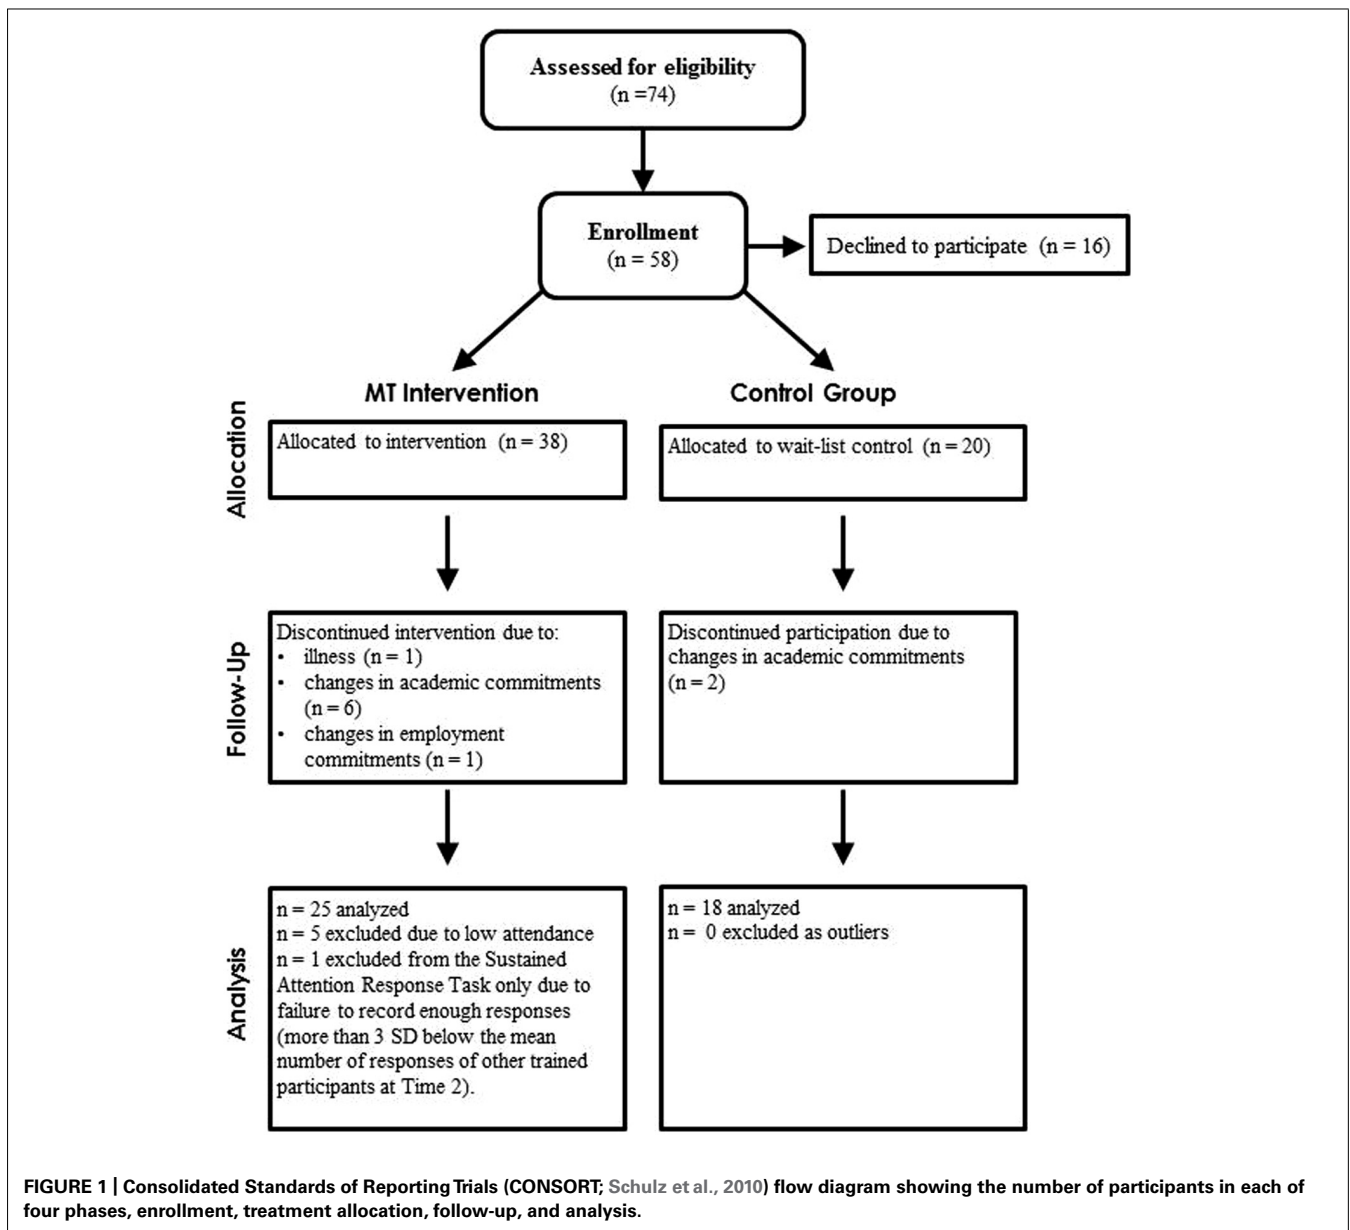 Assessed for eligibility
(n =74)
Enrollment
(n = 58)
Declined to participate (n = 16)
MT Intervention
Control Group
Allocation
Allocated to intervention (n = 38)
Allocated to wait-list control (n = 20)
Follow-Up
Discontinued intervention due to:
• illness (n = 1)
• changes in academic commitments
(n = 6)
• changes in employment
commitments (n = 1)
Discontinued participation due to
changes in academic commitments
(n = 2)
Analysis
n = 25 analyzed
n = 5 excluded due to low attendance
n = 1 excluded from the Sustained
Attention Response Task only due to
failure to record enough responses
(more than 3 SD below the mean
number of responses of other trained
participants at Time 2).
n = 18 analyzed
n = 0 excluded as outliers
FIGURE 1 | Consolidated Standards of Reporting Trials (CONSORT; Schulz et al., 2010) flow diagram showing the number of participants in each of
four phases, enrollment, treatment allocation, follow-up, and analysis.